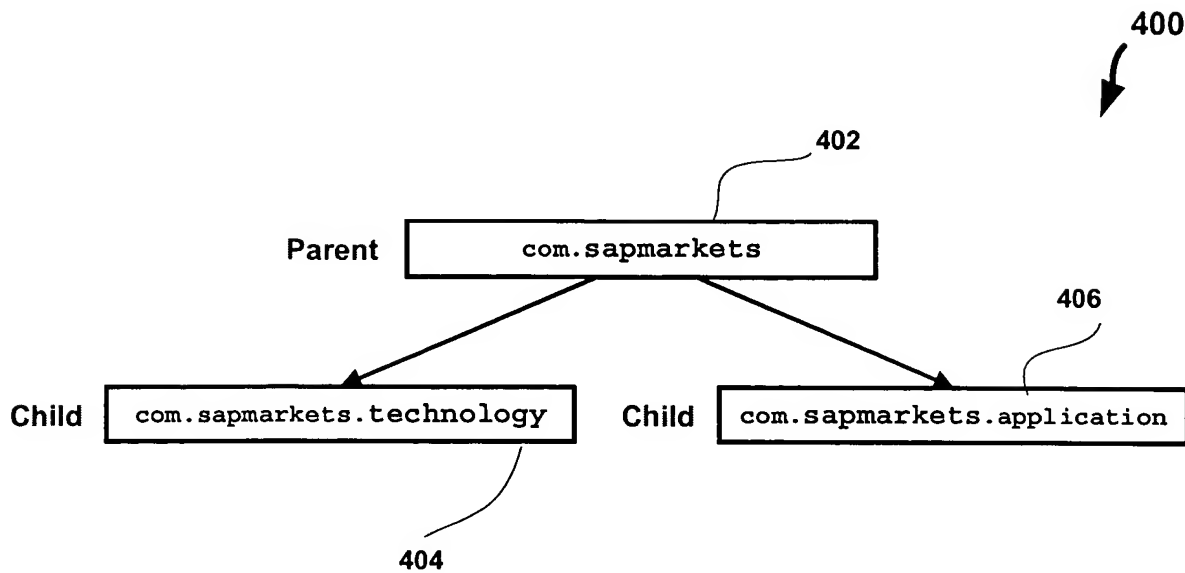 400
402
Parent com.sapmarkets
406
Child com.sapmarkets.technology Child com.sapmarkets.application
404